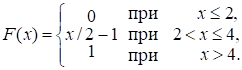 F(x) = { 0 при x ≤ 2,
x / 2 − 1 при 2 < x ≤ 4,
1 при x > 4.